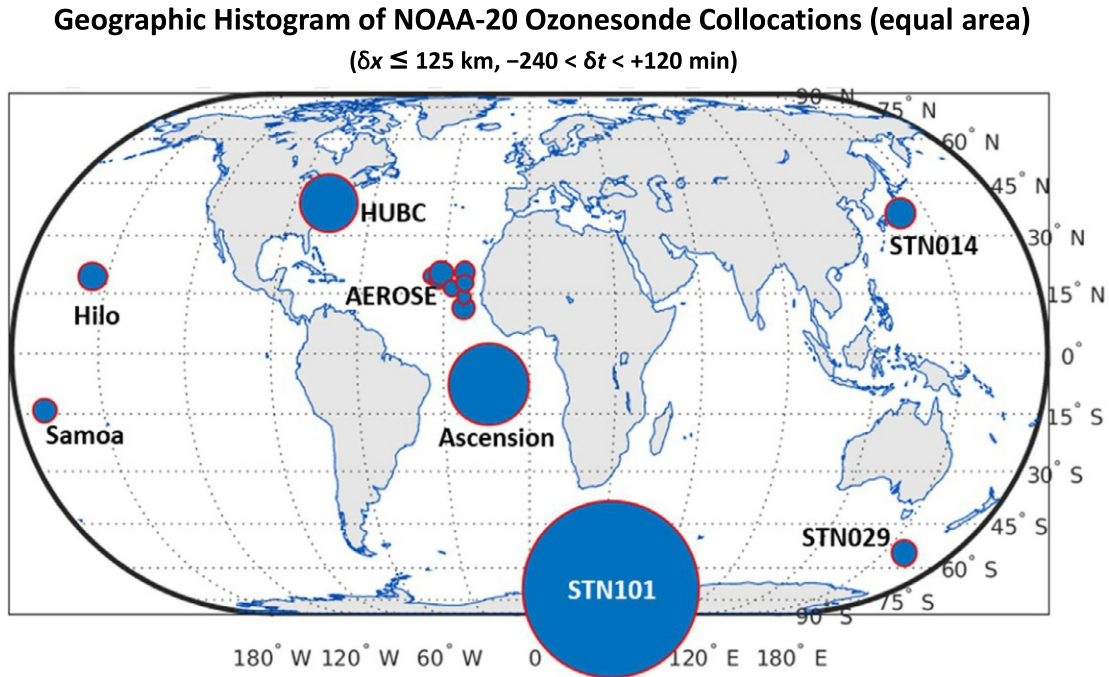 Geographic Histogram of NOAA-20 Ozonesonde Collocations (equal area)
(δx ≤ 125 km, −240 < δt < +120 min)
90° N
75° N
60° N
45° N
HUBC
STN014
30° N
AEROSE
15° N
Hilo
0°
Samoa
Ascension
15° S
30° S
45° S
STN029
60° S
STN101
75° S
90° S
180° W 120° W 60° W 0 120° E 180° E